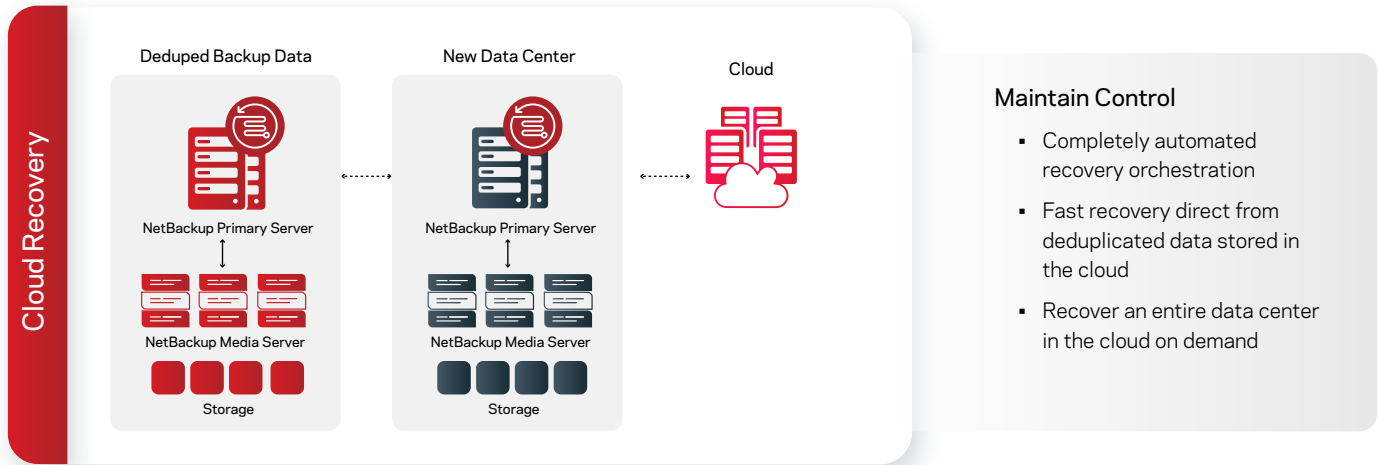 Cloud Recovery
Deduped Backup Data
NetBackup Primary Server
NetBackup Media Server
Storage
New Data Center
NetBackup Primary Server
NetBackup Media Server
Storage
Cloud
Maintain Control
▪ Completely automated
recovery orchestration
▪ Fast recovery direct from
deduplicated data stored in
the cloud
▪ Recover an entire data center
in the cloud on demand